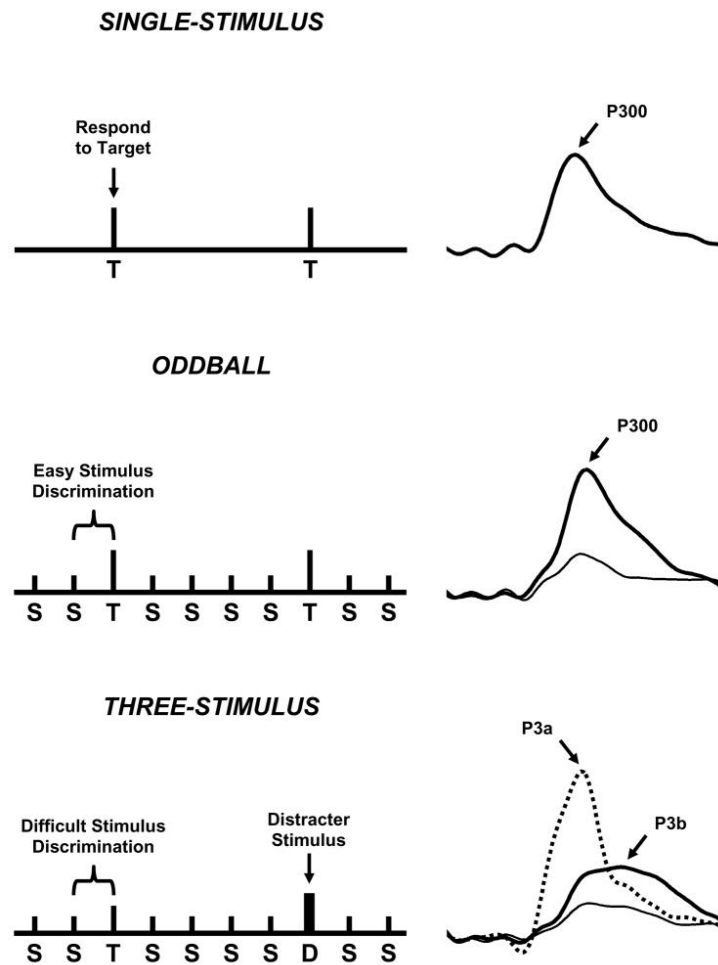 SINGLE-STIMULUS
Respond
to Target
T T
P300
ODDBALL
Easy Stimulus
Discrimination
S S T S S S S T S S
P300
THREE-STIMULUS
Difficult Stimulus
Discrimination
Distracter
Stimulus
S S T S S S S D S S
P3a
P3b